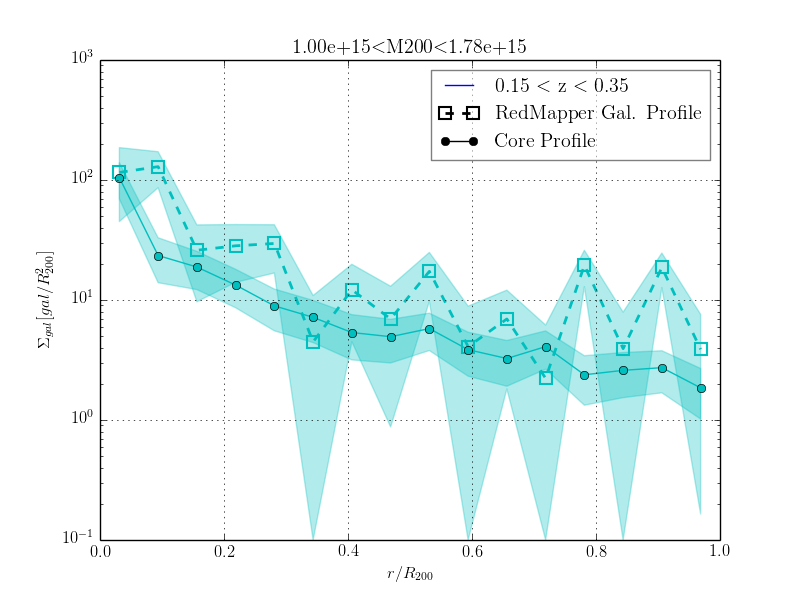 1.00e+15<M200<1.78e+15
0.15 < z < 0.35
RedMapper Gal. Profile
Core Profile
10³
10²
10¹
10⁰
10⁻¹
Σ_gal[gal/R²₂₀₀]
0.0 0.2 0.4 0.6 0.8 1.0
r/R₂₀₀